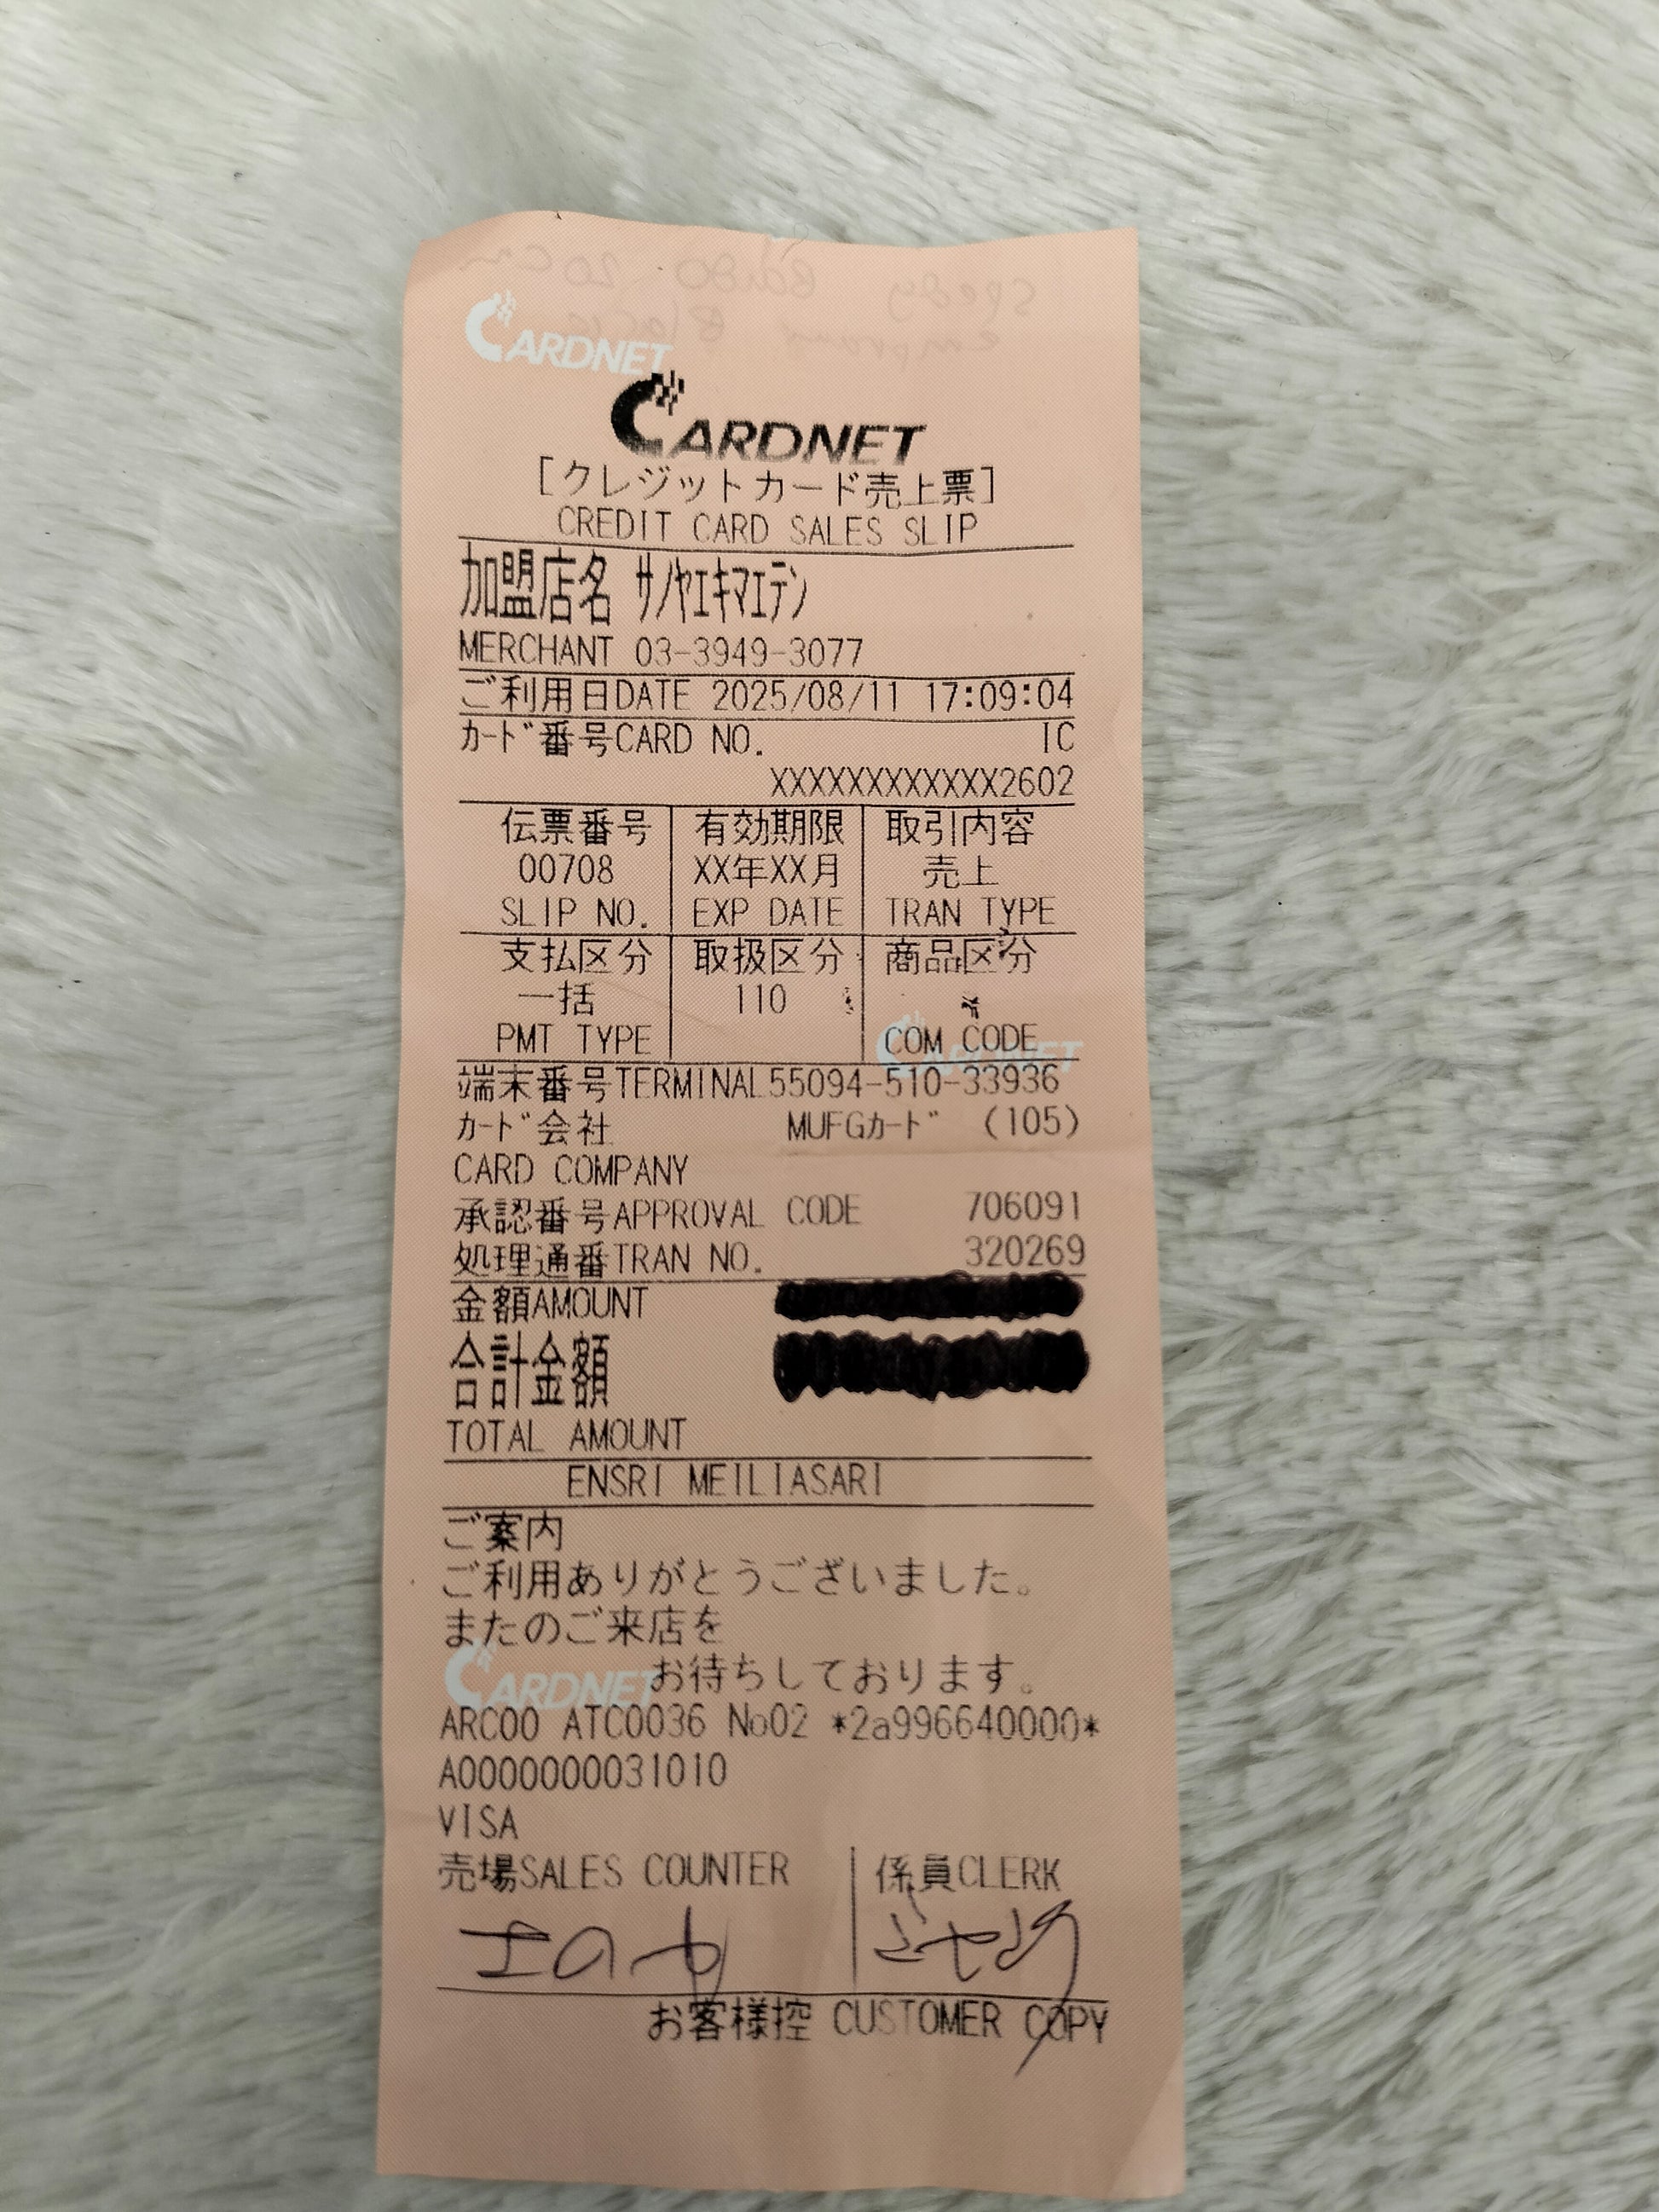 CARDNET
CARDNET
[クレジットカード売上票]
CREDIT CARD SALES SLIP
加盟店名 ｻﾉﾔｴｷﾏｴﾃﾝ
MERCHANT 03-3949-3077
ご利用日DATE 2025/08/11 17:09:04
ｶｰﾄﾞ番号CARD NO. IC
XXXXXXXXXXXX2602
伝票番号 有効期限 取引内容
00708 XX年XX月 売上
SLIP NO. EXP DATE TRAN TYPE
支払区分 取扱区分 商品区分
一括 110
PMT TYPE COM CODE
CARDNET
端末番号TERMINAL55094-510-33936
ｶｰﾄﾞ会社 MUFGｶｰﾄﾞ (105)
CARD COMPANY
承認番号APPROVAL CODE 706091
処理通番TRAN NO. 320269
金額AMOUNT
合計金額
TOTAL AMOUNT
ENSRI MEILIASARI
ご案内
ご利用ありがとうございました。
またのご来店を
CARDNET
お待ちしております。
ARC00 ATC0036 No02 *2a996640000*
A0000000031010
VISA
売場SALES COUNTER 係員CLERK
お客様控 CUSTOMER COPY